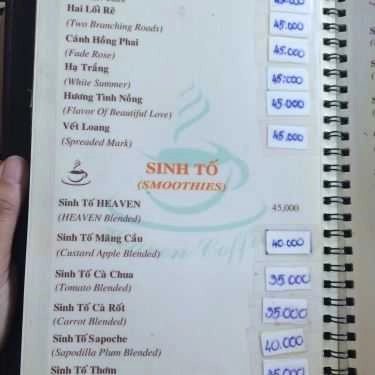 45.000
Hai Lối Rẽ
(Two Branching Roads) 45.000
Cánh Hồng Phai
(Fade Rose) 45.000
Hạ Trắng
(White Summer) 45.000
Hương Tình Nồng
(Flavor Of Beautiful Love) 45.000
Vết Loang
(Spreaded Mark) 45.000
SINH TỐ
(SMOOTHIES)
Sinh Tố HEAVEN 45,000
(HEAVEN Blended)
Sinh Tố Mãng Cầu 40.000
(Custard Apple Blended)
Sinh Tố Cà Chua 35000
(Tomato Blended)
Sinh Tố Cà Rốt 35.000
(Carrot Blended)
Sinh Tố Sapoche 40.000
(Sapodilla Plum Blended)
Sinh Tố Thơm 35.000